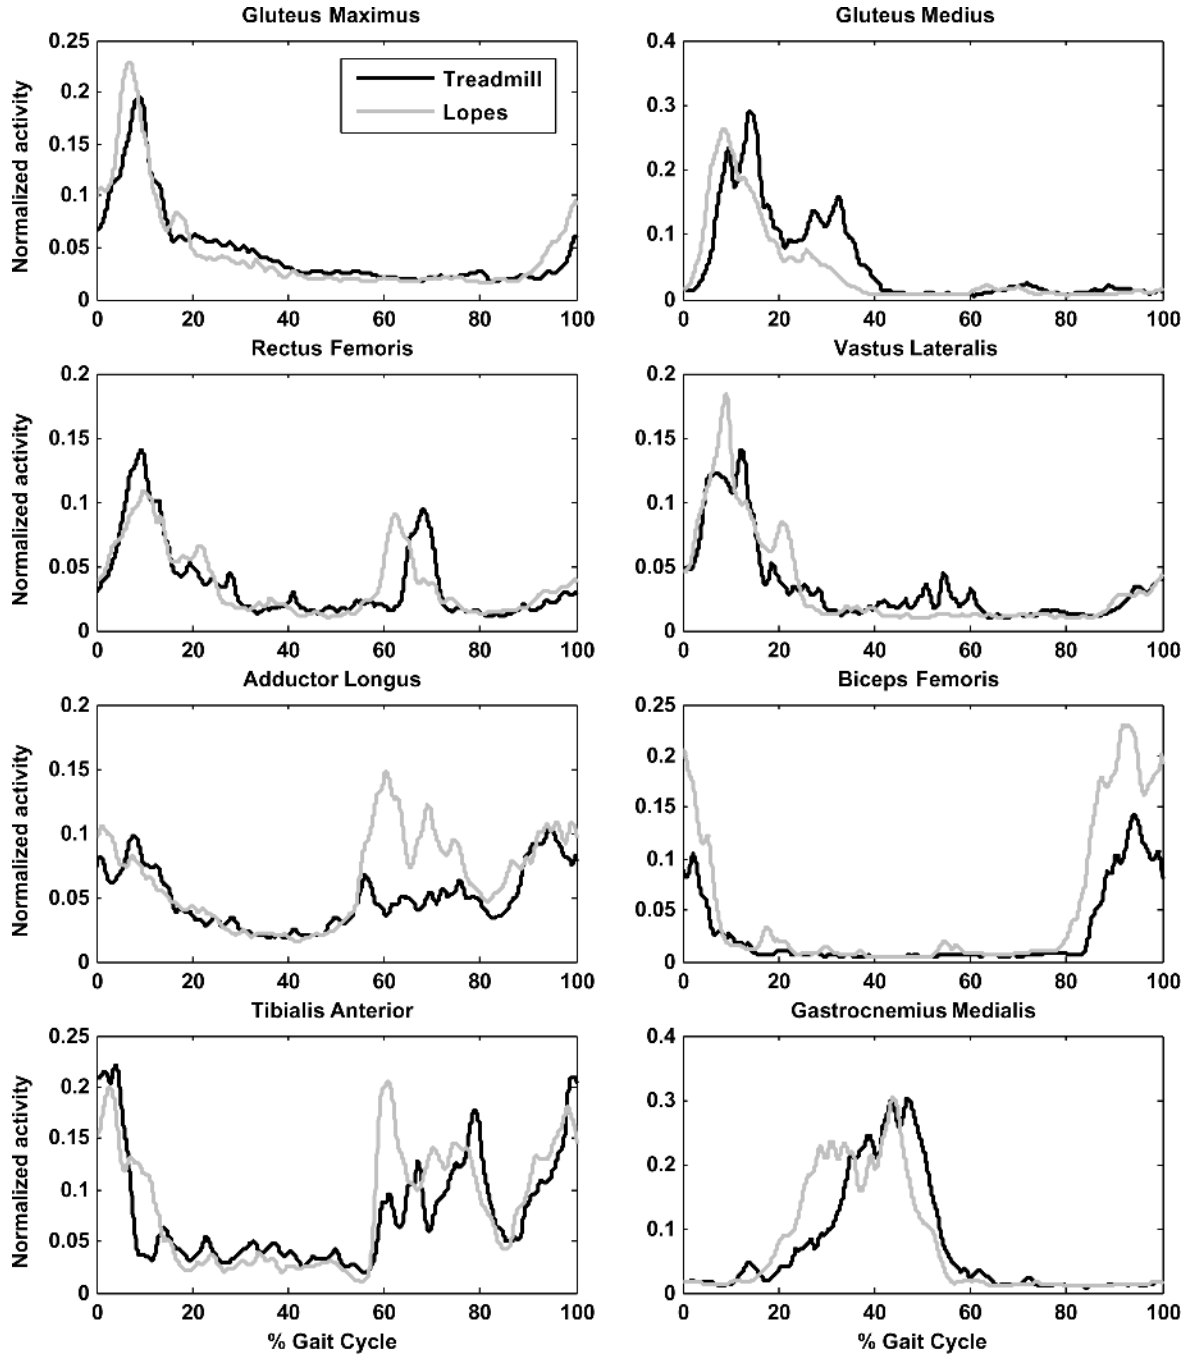 Gluteus Maximus
Normalized activity
0.25
0.2
0.15
0.1
0.05
0
Treadmill
Lopes
0 20 40 60 80 100
Gluteus Medius
0.4
0.3
0.2
0.1
0
0 20 40 60 80 100
Rectus Femoris
Normalized activity
0.2
0.15
0.1
0.05
0
0 20 40 60 80 100
Vastus Lateralis
0.2
0.15
0.1
0.05
0
0 20 40 60 80 100
Adductor Longus
Normalized activity
0.2
0.15
0.1
0.05
0
0 20 40 60 80 100
Biceps Femoris
0.25
0.2
0.15
0.1
0.05
0
0 20 40 60 80 100
Tibialis Anterior
Normalized activity
0.25
0.2
0.15
0.1
0.05
0
0 20 40 60 80 100
% Gait Cycle
Gastrocnemius Medialis
0.4
0.3
0.2
0.1
0
0 20 40 60 80 100
% Gait Cycle